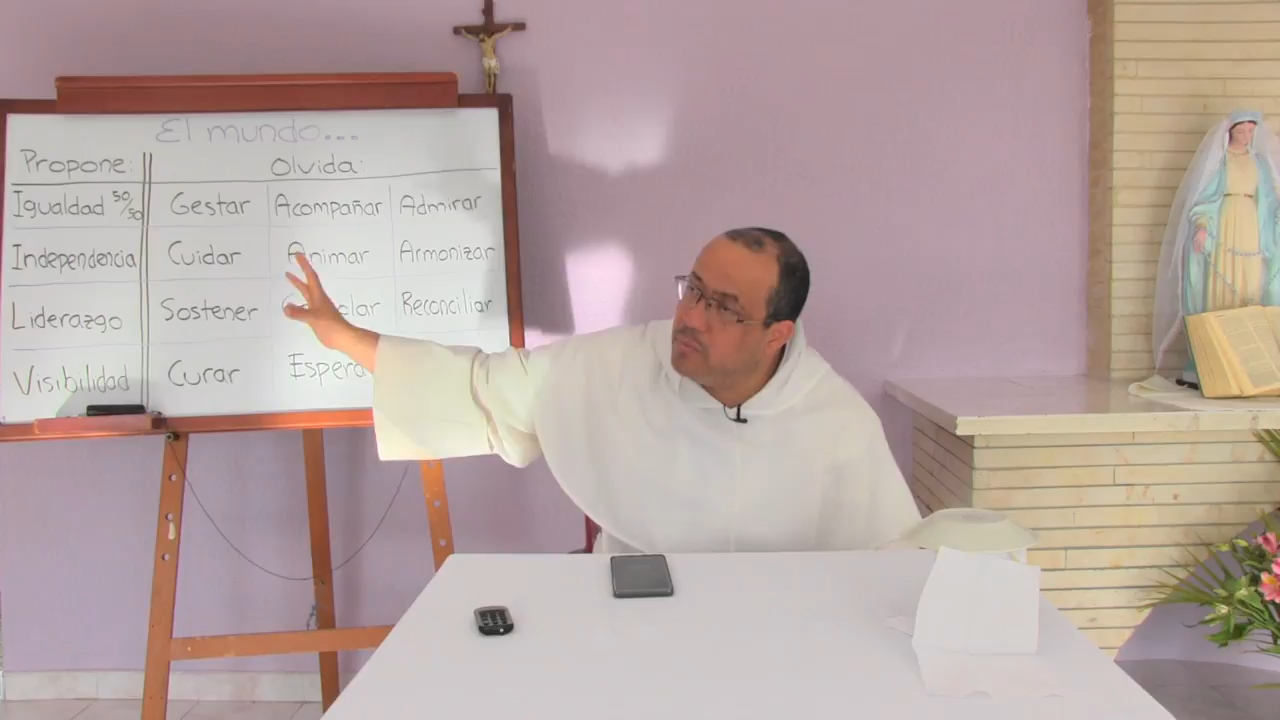 El mundo...
Propone: Olvida:
Igualdad 50/50 Gestar Acompañar Admirar
Independencia Cuidar Animar Armonizar
Liderazgo Sostener Reconciliar
Visibilidad Curar